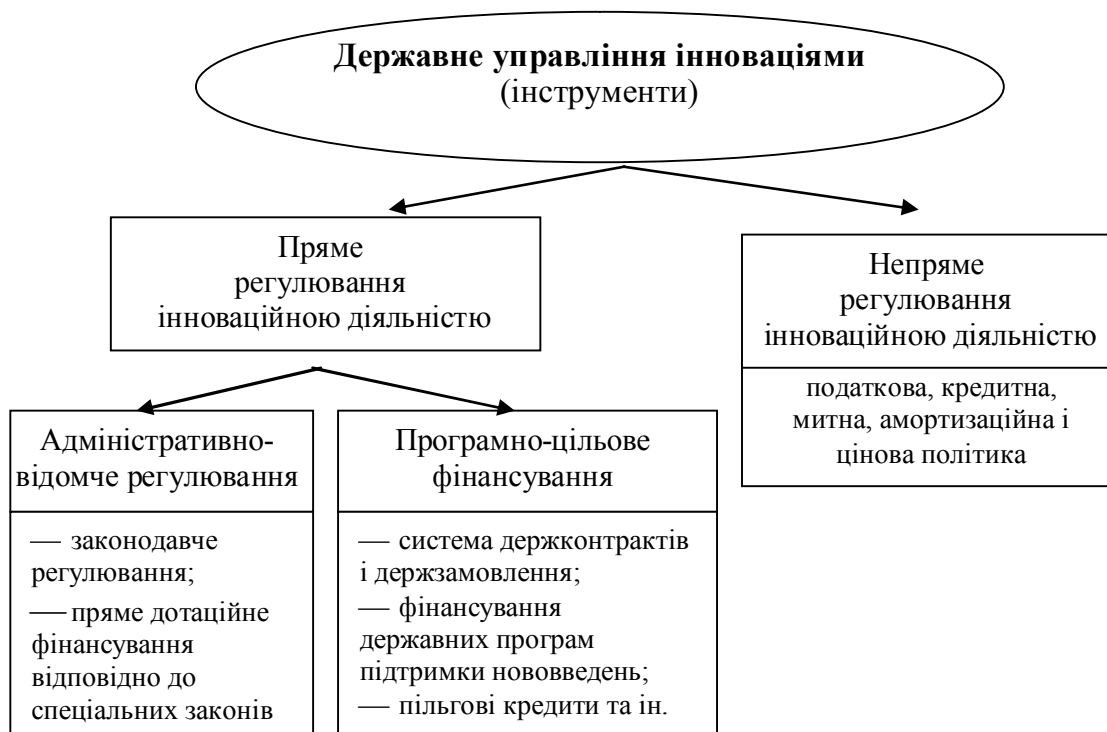 Державне управління інноваціями
(інструменти)
Пряме
регулювання
інноваційною діяльністю
Непряме
регулювання
інноваційною діяльністю
податкова, кредитна,
митна, амортизаційна і
цінова політика
Адміністративно-
відомче регулювання
— законодавче
регулювання;
— пряме дотаційне
фінансування
відповідно до
спеціальних законів
Програмно-цільове
фінансування
— система держконтрактів
і держзамовлення;
— фінансування
державних програм
підтримки нововведень;
— пільгові кредити та ін.